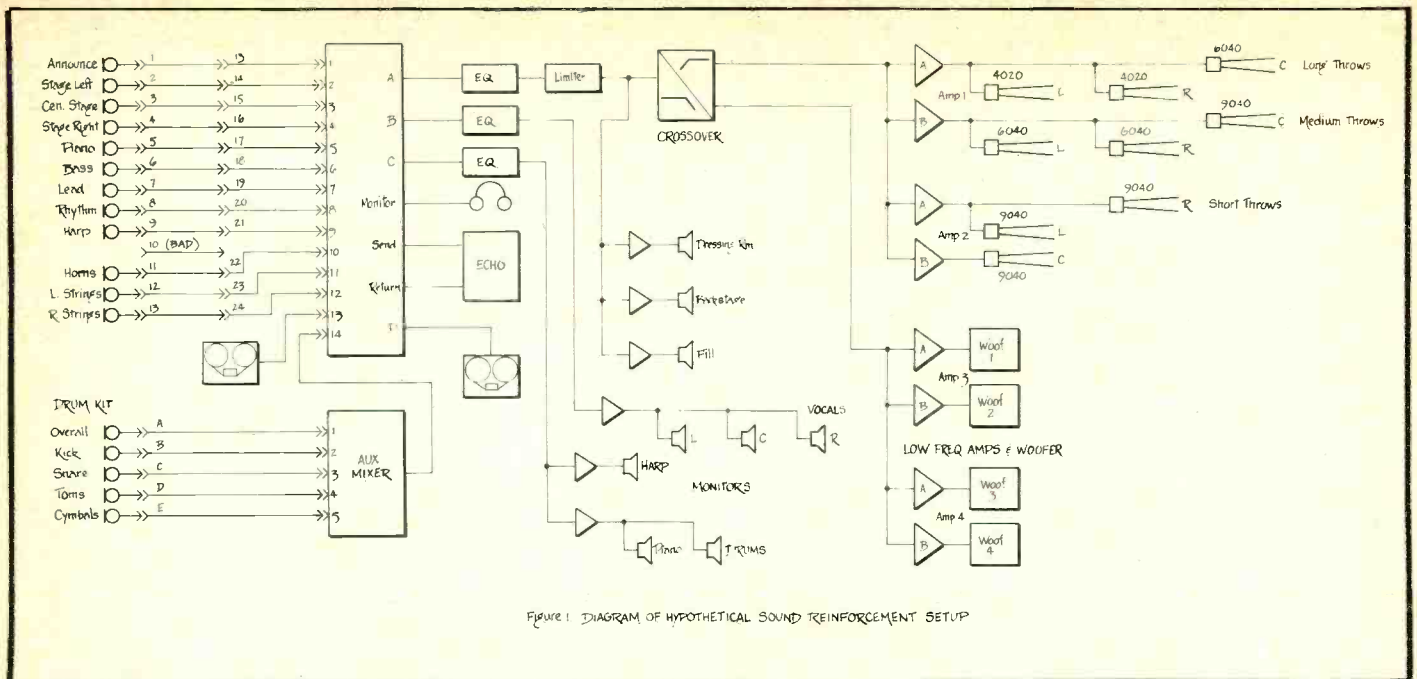 Announce 1 13 1
Stage Left 2 14 2
Cen. Stage 3 15 3
Stage Right 4 16 4
Piano 5 17 5
Bass 6 18 6
Lead 7 19 7
Rhythm 8 20 8
Harp 9 21 9
10 (BAD) 22 10
Horns 11 23 11
L. Strings 12 24 12
R Strings 13 13
14
A
B
C
Monitor
Send
Return
D
EQ
Limiter
EQ
EQ
ECHO
CROSSOVER
Dressing Rm
Backstage
Fill
VOCALS
L C R
HARP
MONITORS
Piano DRUMS
A 4020 L 4020 R 6040 C Long Throws
Amp 1
B 6040 L 6040 R 9040 C Medium Throws
A 9040 L 9040 R Short Throws
Amp 2
B 9040 C
A Woof 1
Amp 3
B Woof 2
LOW FREQ AMPS & WOOFER
A Woof 3
Amp 4
B Woof 4
DRUM KIT
Overall A 1
Kick B 2
Snare C 3
Toms D 4
Cymbals E 5
AUX
MIXER
Figure 1 DIAGRAM OF HYPOTHETICAL SOUND REINFORCEMENT SETUP